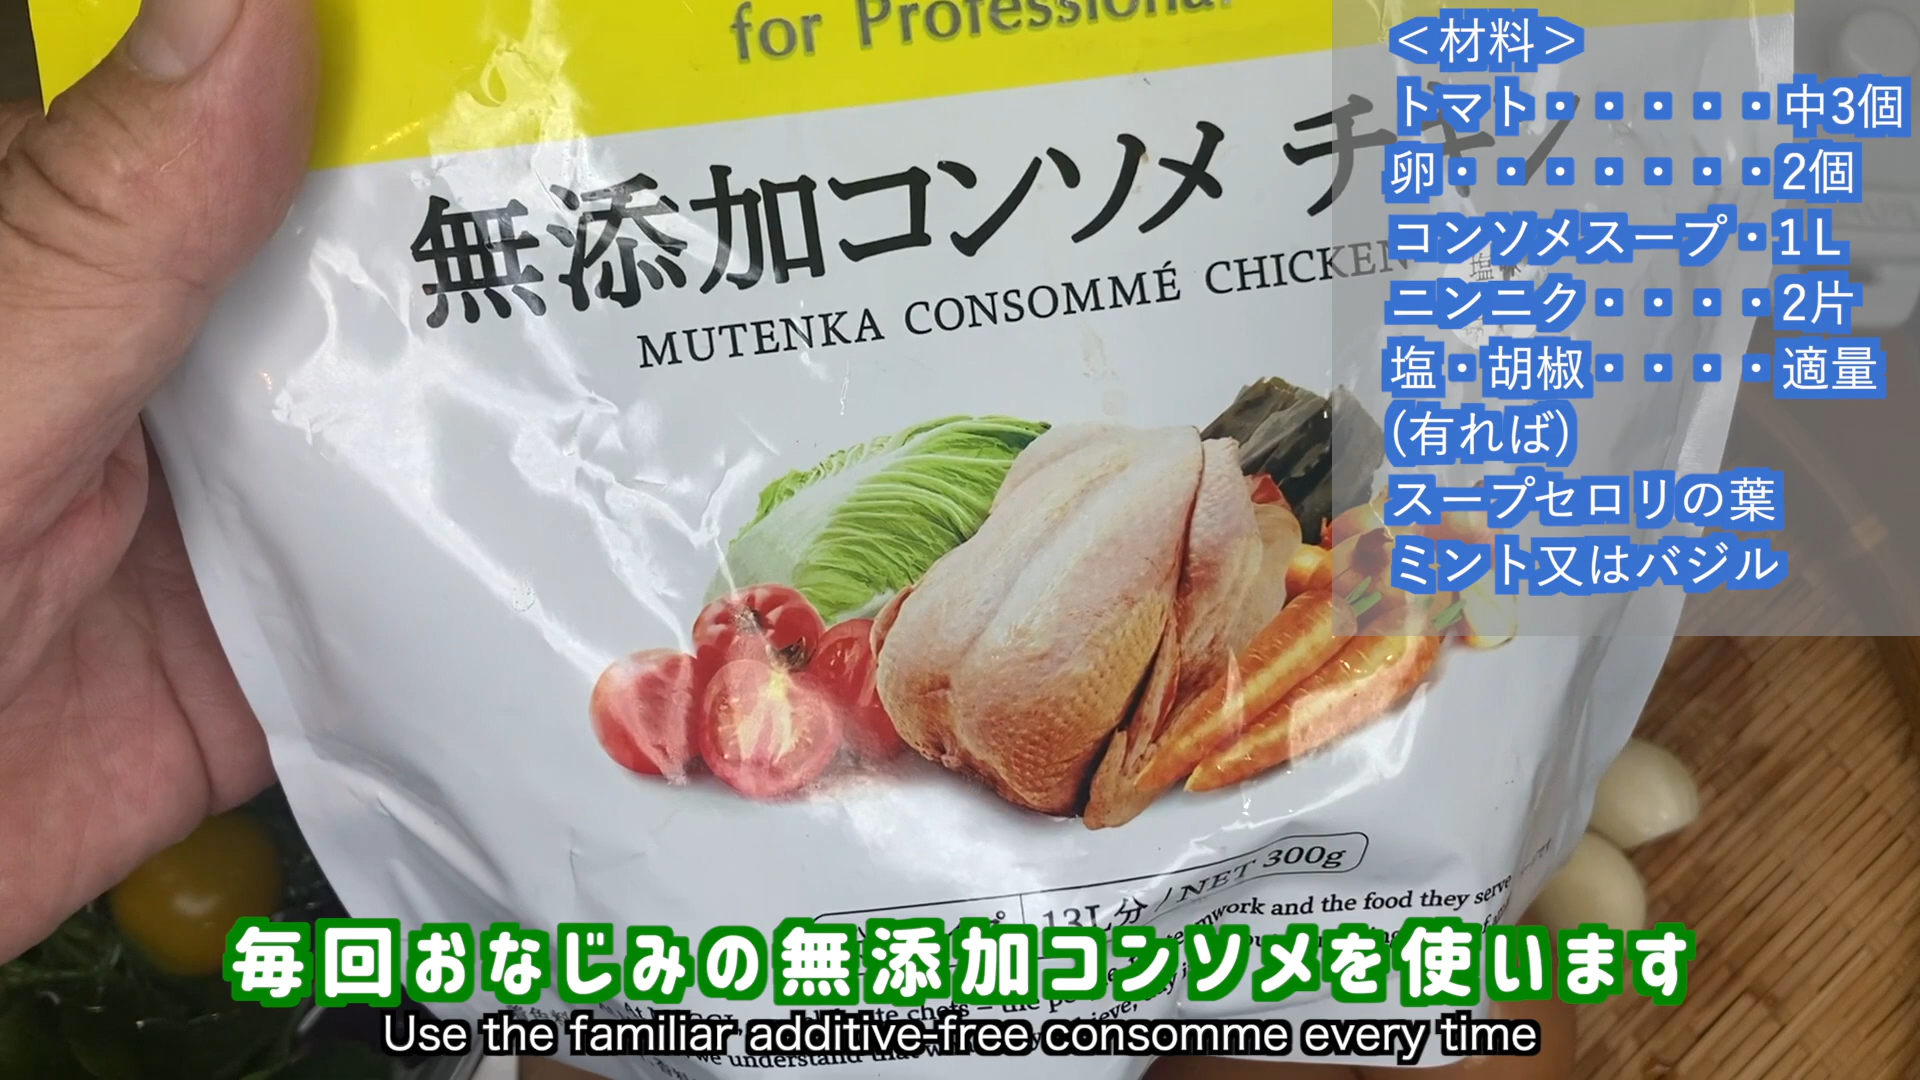 for Professional
無添加コンソメ チキン
MUTENKA CONSOMMÉ CHICKEN
＜材料＞
トマト・・・・・中3個
卵・・・・・・・2個
コンソメスープ・1L
ニンニク・・・・2片
塩・胡椒・・・・適量
(有れば)
スープセロリの葉
ミント又はバジル
13L分 / NET 300g
and the food they serve
毎回おなじみの無添加コンソメを使います
Use the familiar additive-free consomme every time
we understand that